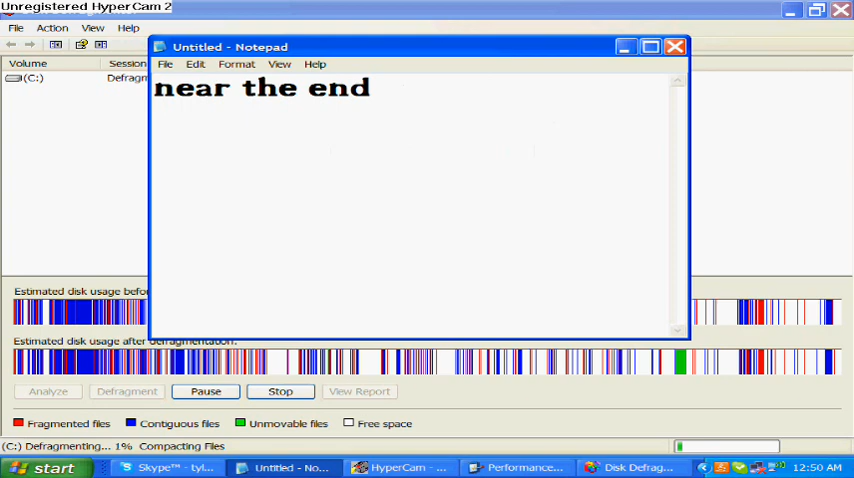 Unregistered HyperCam 2
File Action View Help
Volume Session
(C:) Defragm
Untitled - Notepad
File Edit Format View Help
near the end
Estimated disk usage befo
Estimated disk usage after defragmentation:
Analyze Defragment Pause Stop View Report
Fragmented files Contiguous files Unmovable files Free space
(C:) Defragmenting... 1% Compacting Files
start Skype™ - tyl... Untitled - No... HyperCam - ... Performance... Disk Defrag... 12:50 AM